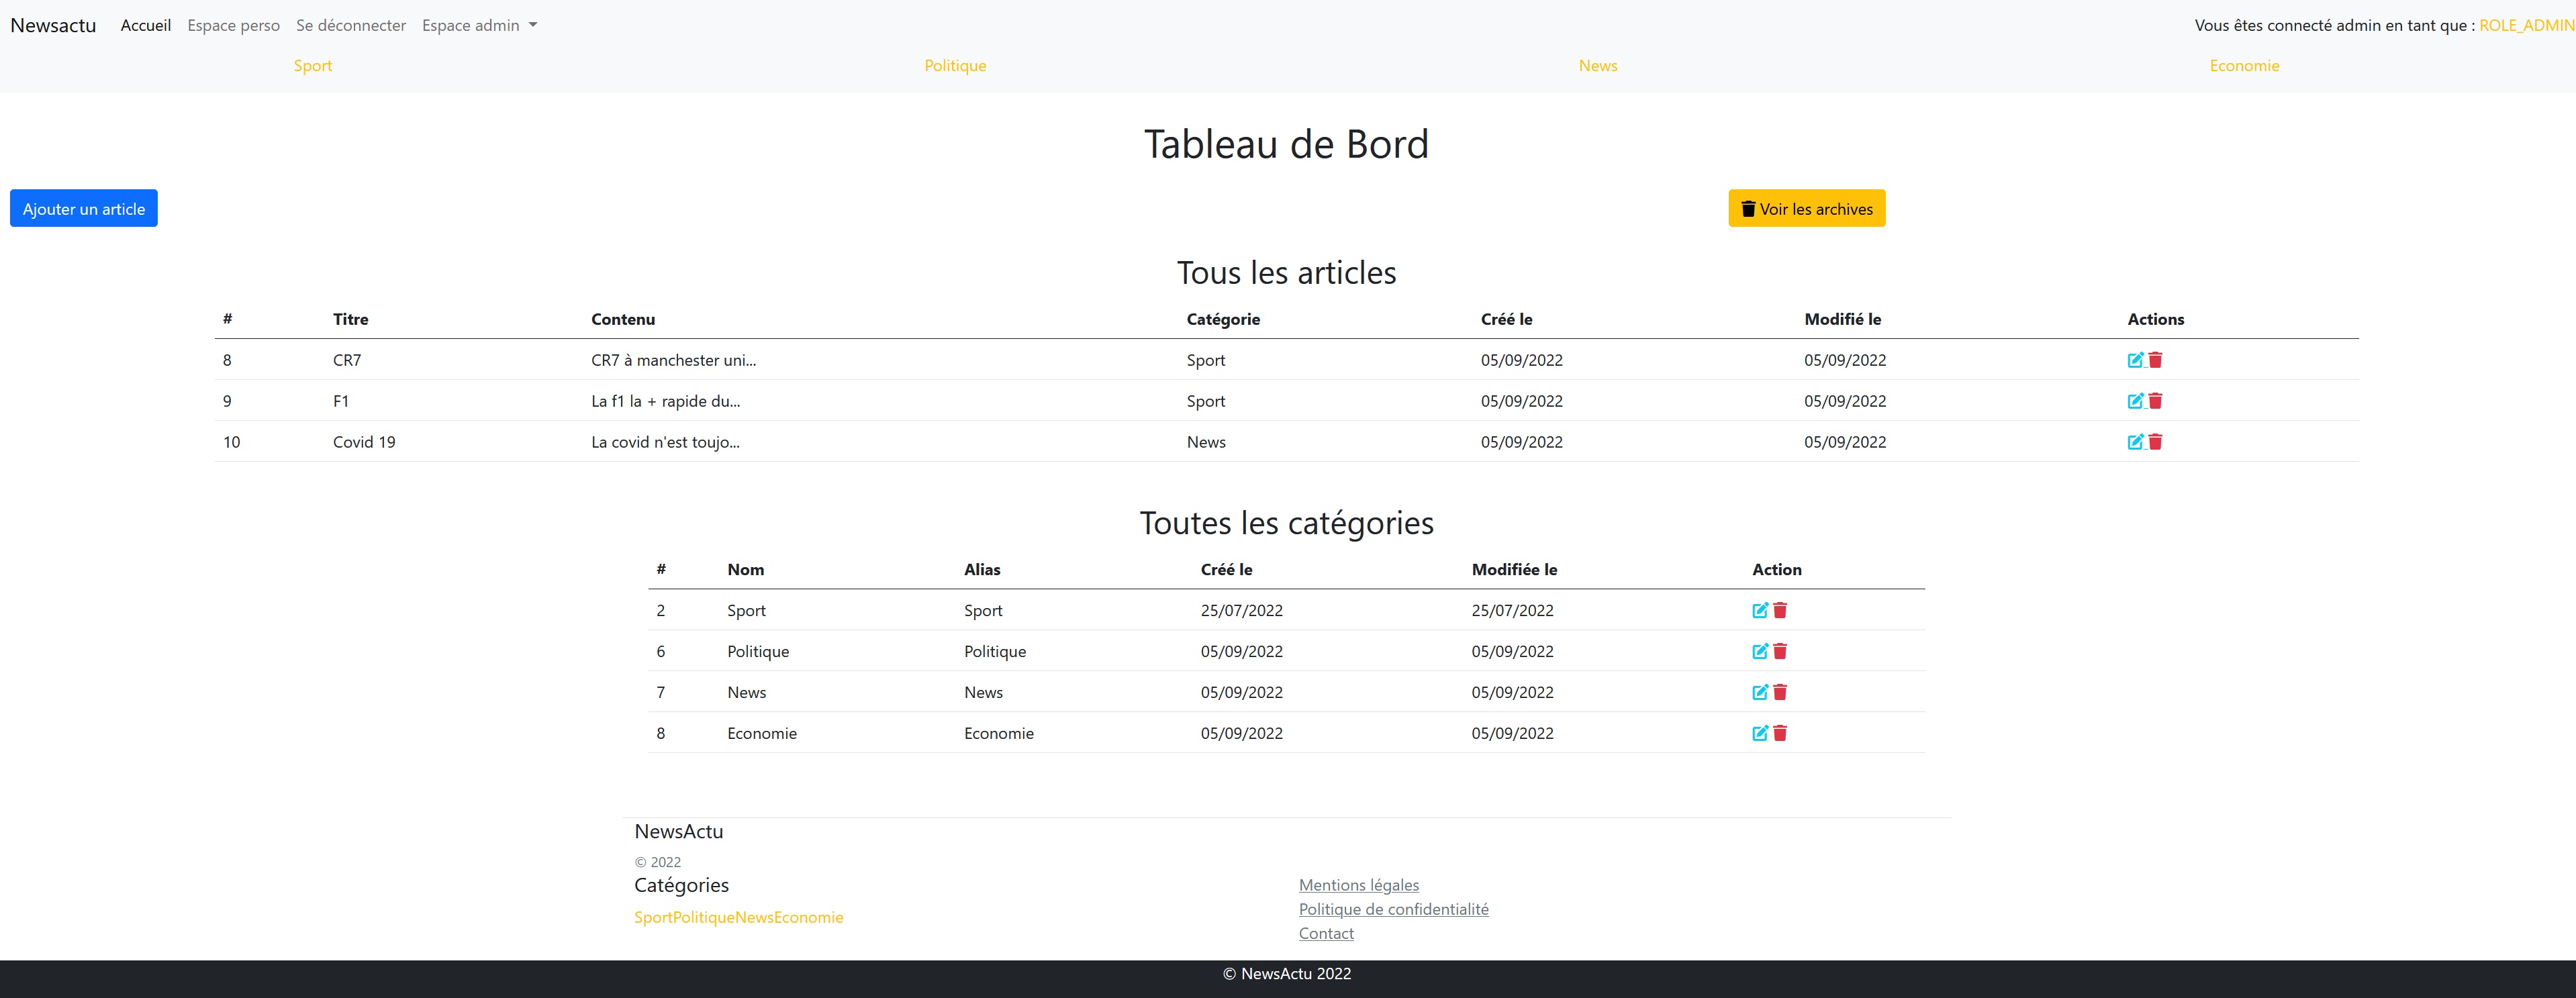 Newsactu Accueil Espace perso Se déconnecter Espace admin Vous êtes connecté admin en tant que : ROLE_ADMIN
Sport Politique News Economie
Tableau de Bord
Ajouter un article Voir les archives
Tous les articles
# Titre Contenu Catégorie Créé le Modifié le Actions
8 CR7 CR7 à manchester uni... Sport 05/09/2022 05/09/2022
9 F1 La f1 la + rapide du... Sport 05/09/2022 05/09/2022
10 Covid 19 La covid n'est toujo... News 05/09/2022 05/09/2022
Toutes les catégories
# Nom Alias Créé le Modifiée le Action
2 Sport Sport 25/07/2022 25/07/2022
6 Politique Politique 05/09/2022 05/09/2022
7 News News 05/09/2022 05/09/2022
8 Economie Economie 05/09/2022 05/09/2022
NewsActu
© 2022
Catégories
SportPolitiqueNewsEconomie
Mentions légales
Politique de confidentialité
Contact
© NewsActu 2022